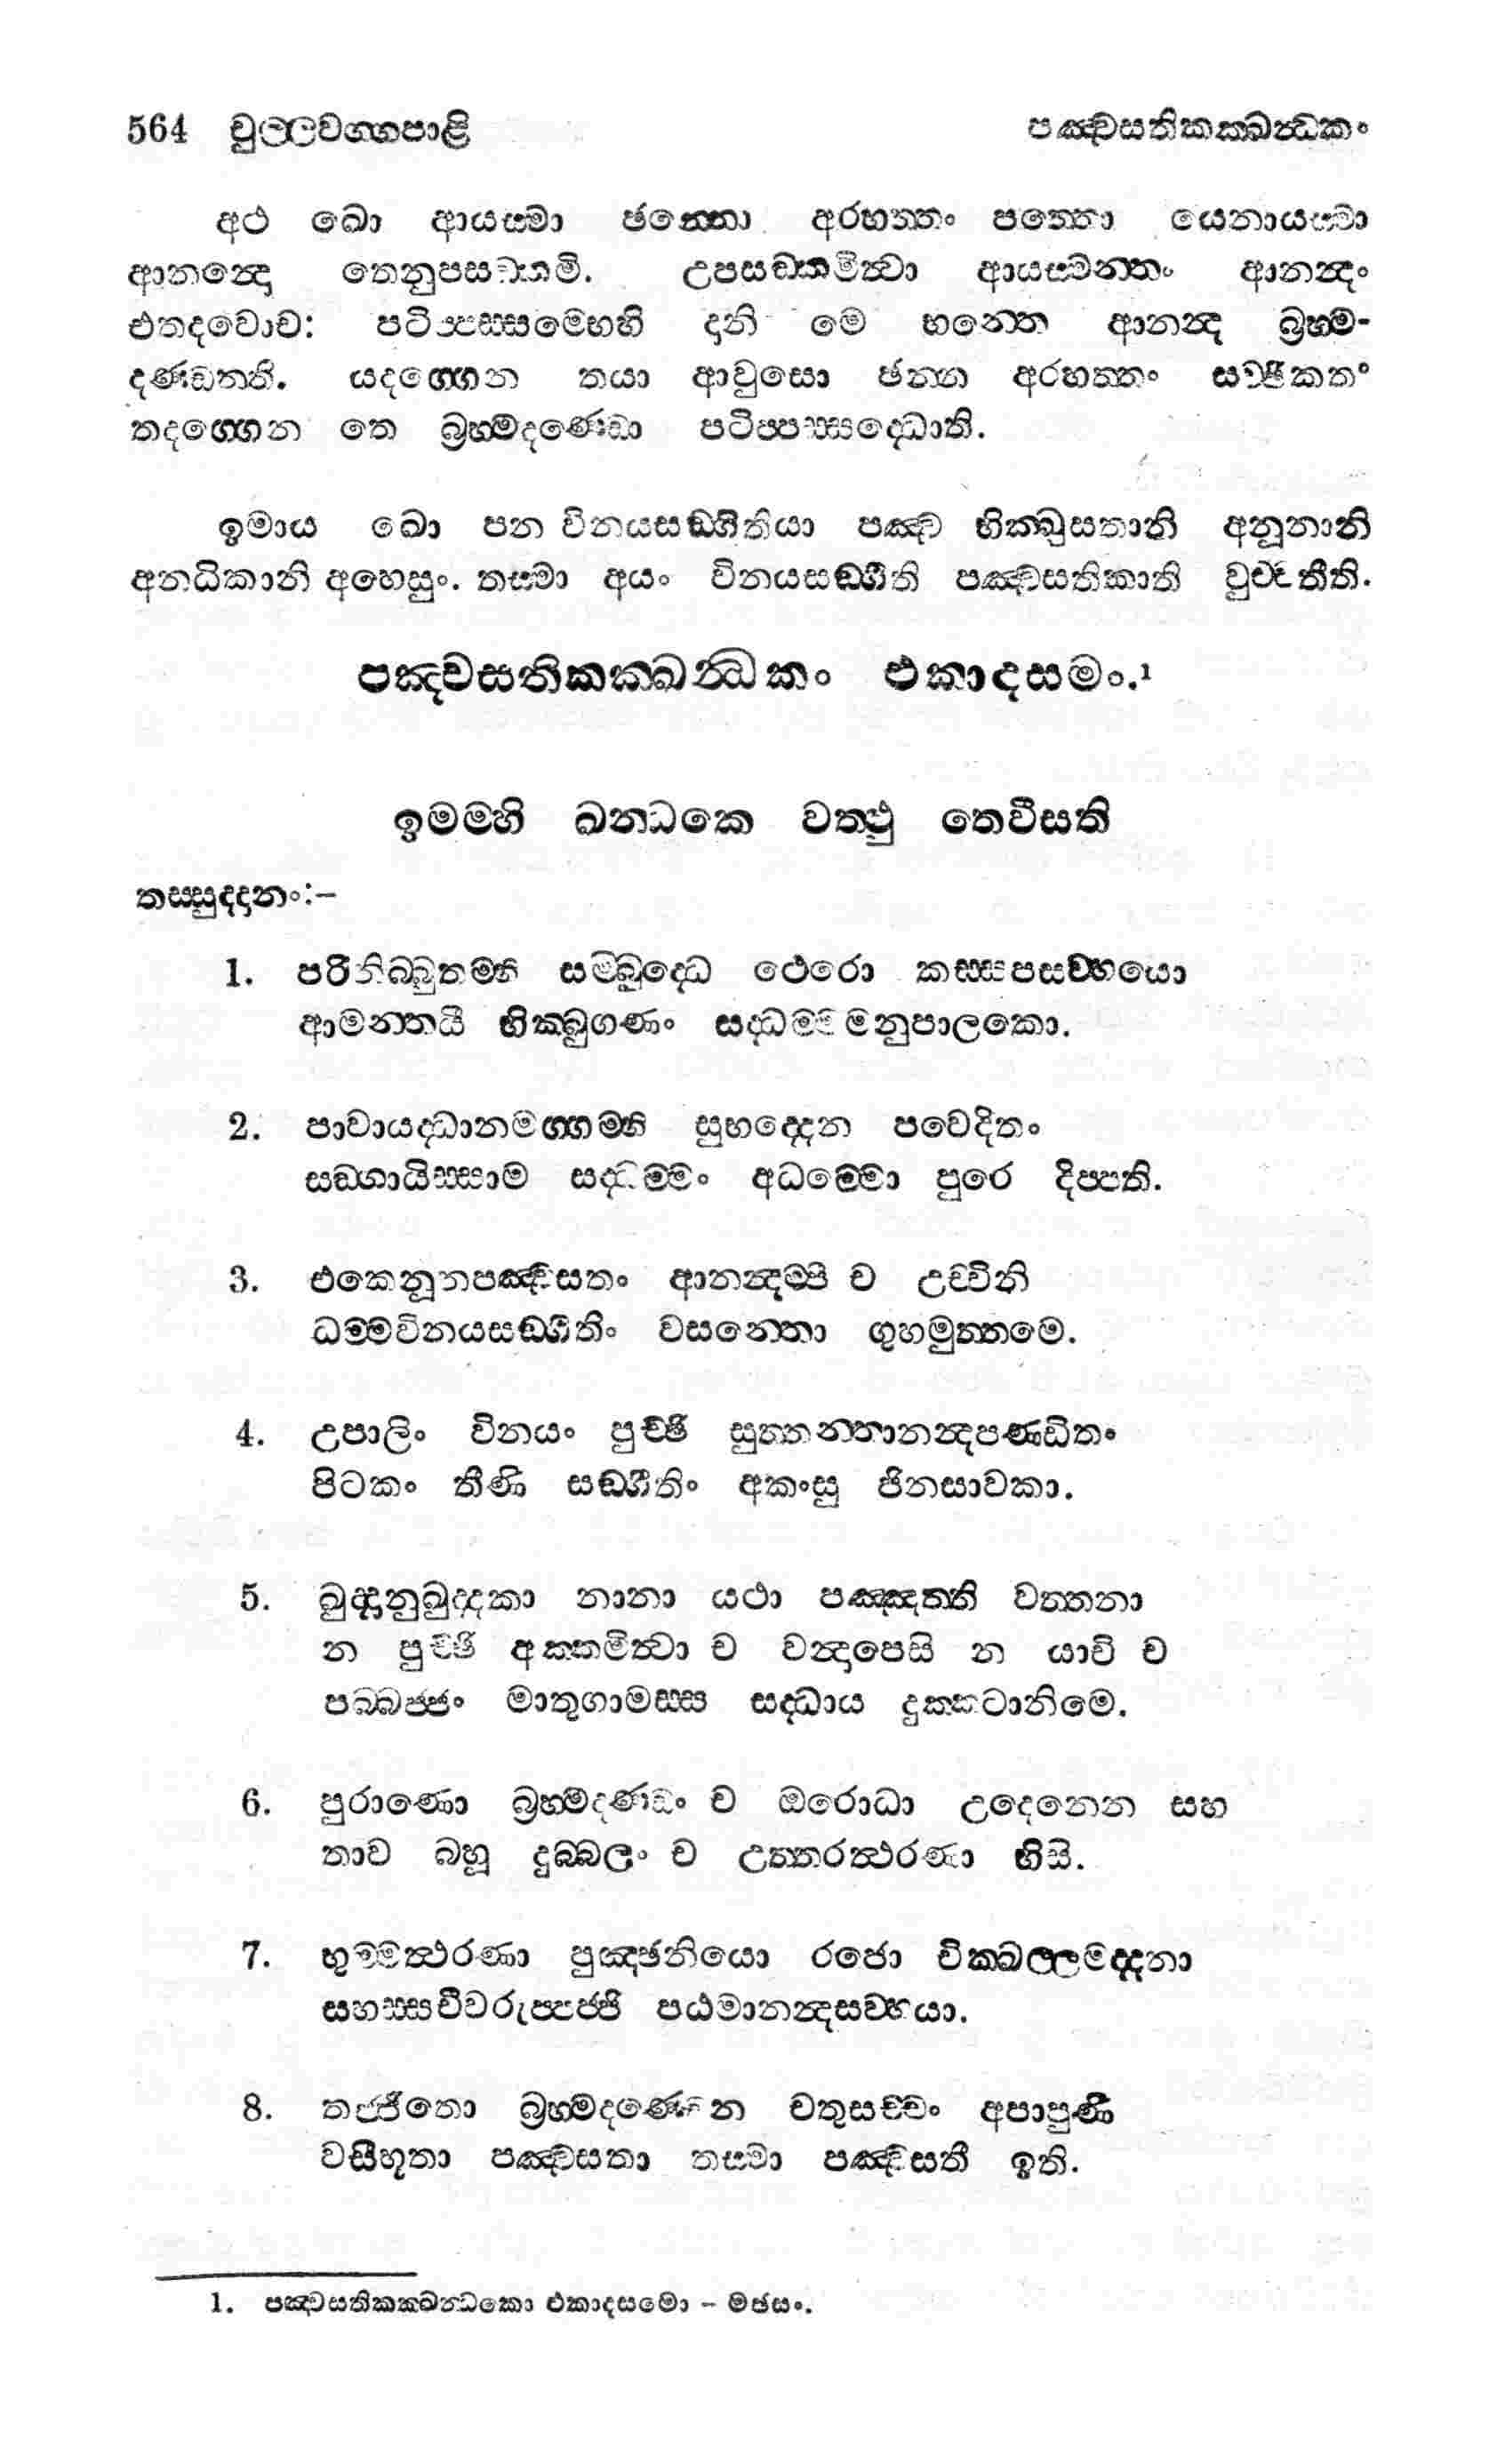 564 චුල්ලවග්ගපාළි පඤ්චසතිකක්ඛන්ධකං
අථ ඛො ආයස්මා ඡන්නො අරහත්තං පත්තො යෙනායස්මා
ආනන්දො තෙනුපසඞ්කමි. උපසඞ්කමිත්වා ආයස්මන්තං ආනන්දං
එතදවොච: පටිප්පස්සම්භෙහි දානි මෙ භන්තෙ ආනන්ද බ්‍රහ්ම-
දණ්ඩන්ති. යදග්ගෙන තයා ආවුසො ඡන්න අරහත්තං සච්ඡිකතං
තදග්ගෙන තෙ බ්‍රහ්මදණ්ඩො පටිප්පස්සද්ධොති.
ඉමාය ඛො පන විනයසඞ්ගීතියා පඤ්ච භික්ඛුසතානි අනූනානි
අනධිකානි අහෙසුං. තස්මා අයං විනයසඞ්ගීති පඤ්චසතිකාති වුච්චතීති.
පඤ්චසතිකක්ඛන්ධිකං එකාදසමං.¹
ඉමම්හි ඛන්ධකෙ වත්ථු තෙවීසති
තස්සුද්දානං:–
1. පරිනිබ්බුතම්හි සම්බුද්ධෙ ථෙරො කස්සපසව්හයො
ආමන්තයී භික්ඛුගණං සද්ධම්මමනුපාලකො.
2. පාවායද්ධානමග්ගම්හි සුභද්දෙන පවෙදිතං
සඞ්ගායිස්සාම සද්ධම්මං අධම්මො පුරෙ දිප්පති.
3. එකෙනූනපඤ්චසතං ආනන්දම්පි ච උච්චිනි
ධම්මවිනයසඞ්ගීතිං වසන්තො ගුහමුත්තමෙ.
4. උපාලිං විනයං පුච්ඡි සුත්තන්තානන්දපණ්ඩිතං
පිටකං තීණි සඞ්ගීතිං අකංසු ජිනසාවකා.
5. ඛුද්දානුඛුද්දකා නානා යථා පඤ්ඤත්ති වත්තනා
න පුච්ඡි අක්කමිත්වා ච වන්දාපෙසි න යාචි ච
පබ්බජ්ජං මාතුගාමස්ස සද්ධාය දුක්කටානිමෙ.
6. පුරාණො බ්‍රහ්මදණ්ඩං ච ඔරොධා උදෙනෙන සහ
තාව බහූ දුබ්බලං ච උත්තරත්ථරණා භිසි.
7. භුම්මත්ථරණා පුඤ්ඡනියො රජො චික්ඛල්ලමද්දනා
සහස්සචීවරුප්පජ්ජි පඨමානන්දසව්හයා.
8. තජ්ජිතො බ්‍රහ්මදණ්ඩෙන චතුසච්චං අපාපුණී
වසීභූතා පඤ්චසතා තස්මා පඤ්චසතී ඉති.
1. පඤ්චසතිකක්ඛන්ධකො එකාදසමො – මඡසං.